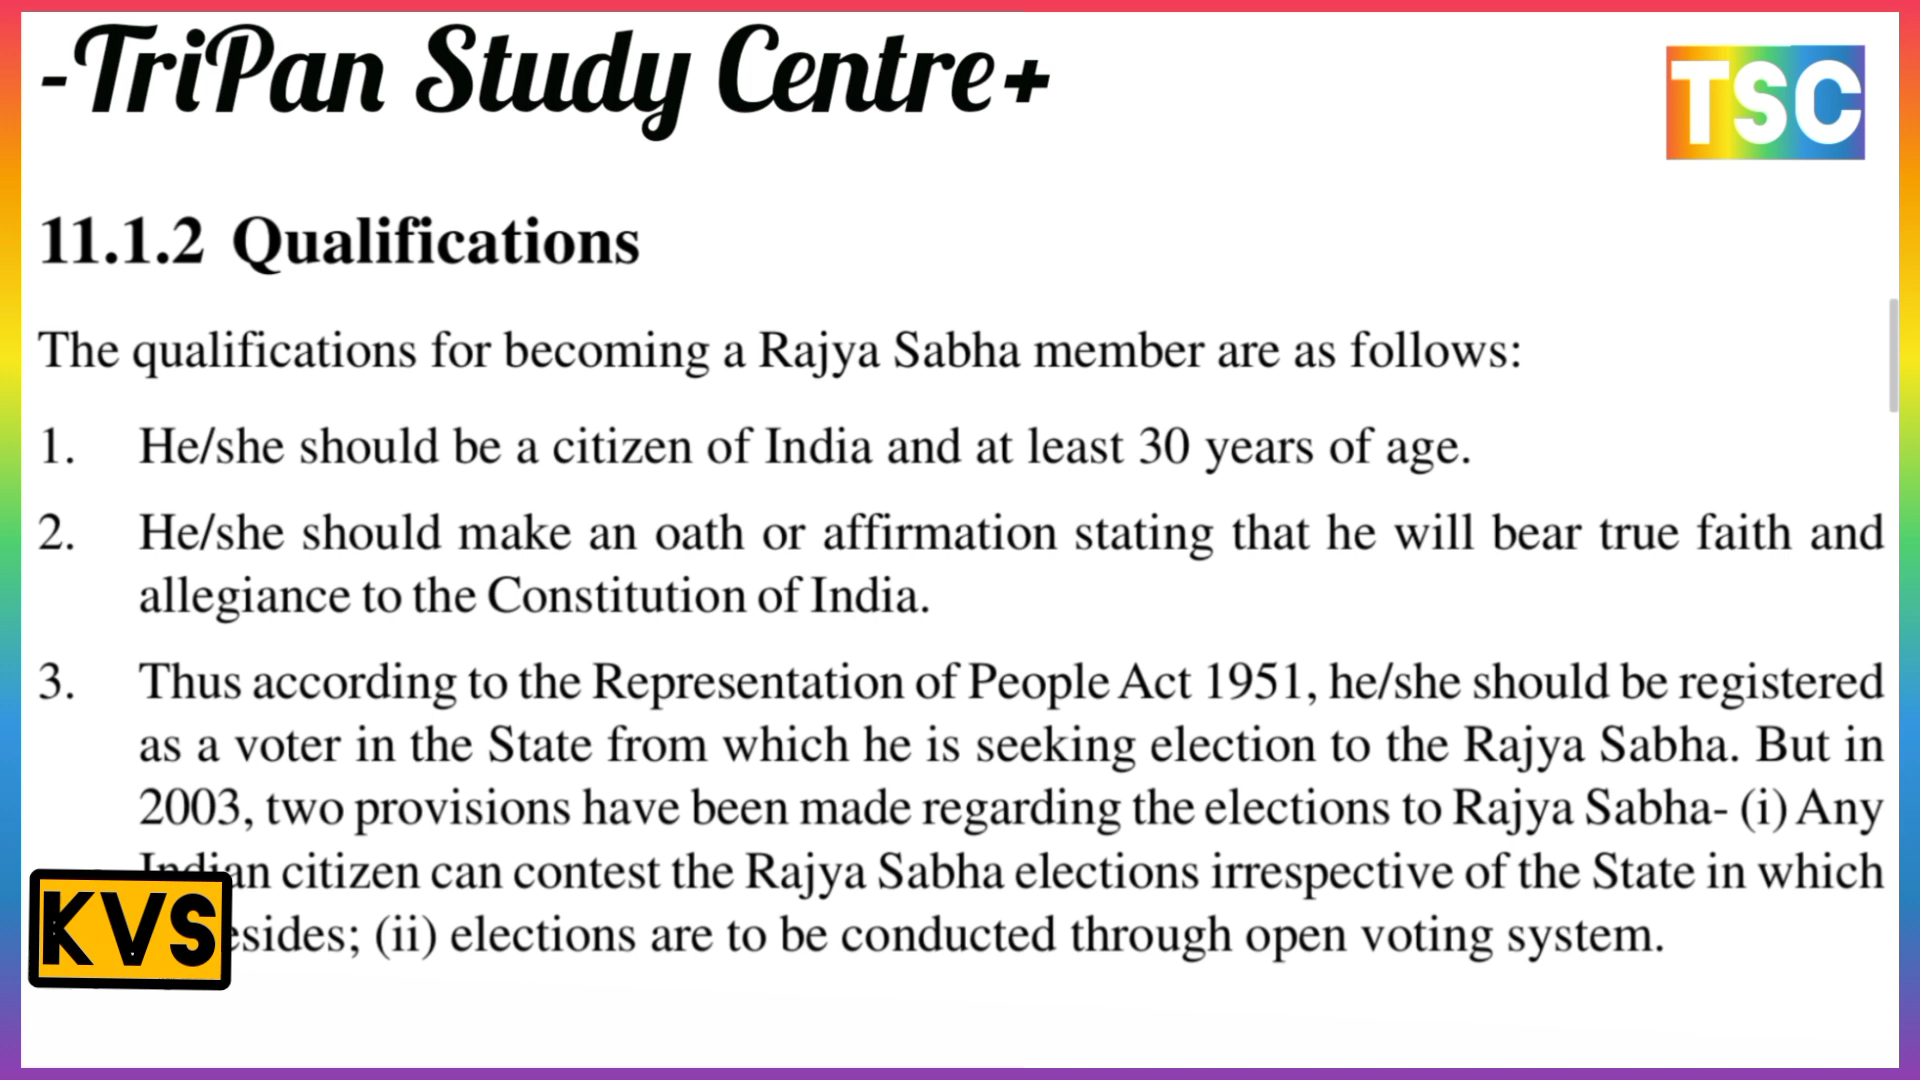 -TriPan Study Centre+
TSC
11.1.2 Qualifications
The qualifications for becoming a Rajya Sabha member are as follows:
1. He/she should be a citizen of India and at least 30 years of age.
2. He/she should make an oath or affirmation stating that he will bear true faith and
allegiance to the Constitution of India.
3. Thus according to the Representation of People Act 1951, he/she should be registered
as a voter in the State from which he is seeking election to the Rajya Sabha. But in
2003, two provisions have been made regarding the elections to Rajya Sabha- (i) Any
Indian citizen can contest the Rajya Sabha elections irrespective of the State in which
esides; (ii) elections are to be conducted through open voting system.
KVS